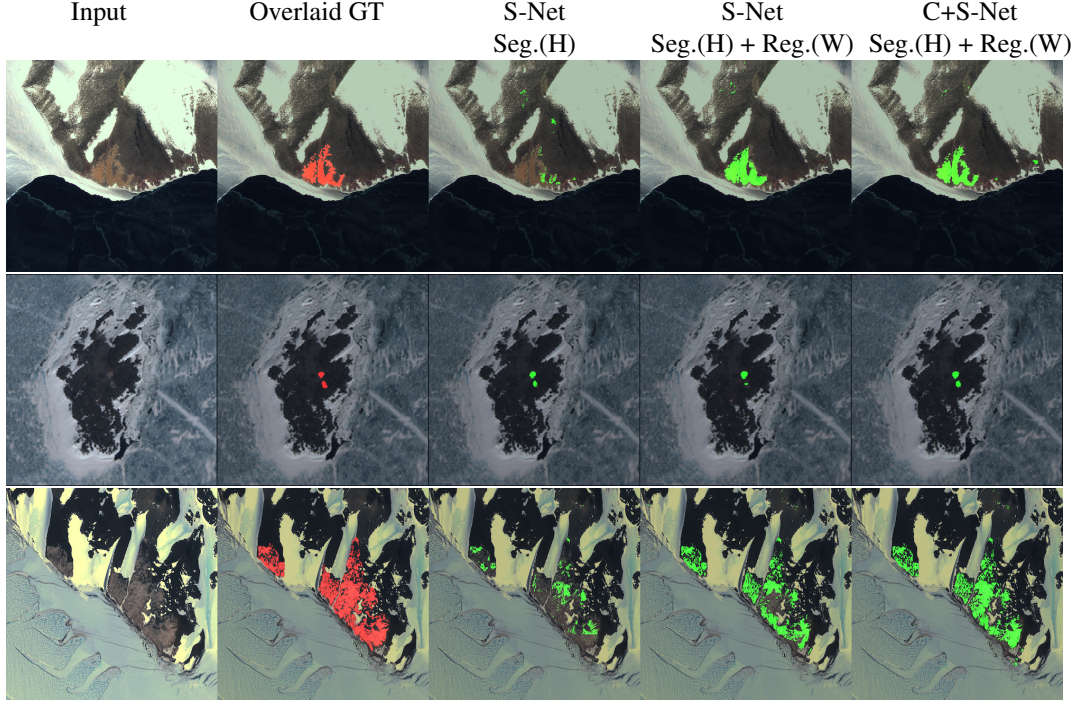 Input Overlaid GT S-Net S-Net C+S-Net
Seg.(H) Seg.(H) + Reg.(W) Seg.(H) + Reg.(W)